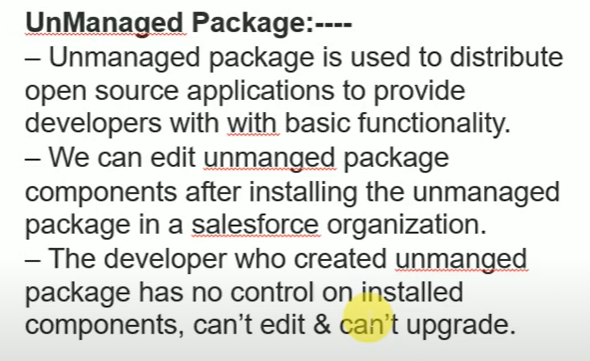 UnManaged Package:----
– Unmanaged package is used to distribute
open source applications to provide
developers with with basic functionality.
– We can edit unmanged package
components after installing the unmanaged
package in a salesforce organization.
– The developer who created unmanged
package has no control on installed
components, can’t edit & can’t upgrade.